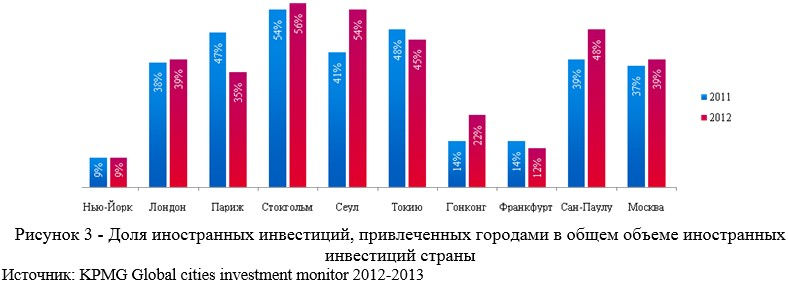 47% 54% 56% 54% 48% 48%
38% 39% 35% 41% 45% 39% 37% 39%
9% 9% 14% 22% 14% 12%
2011
2012
Нью-Йорк Лондон Париж Стокгольм Сеул Токию Гонконг Франкфурт Сан-Паулу Москва
Рисунок 3 - Доля иностранных инвестиций, привлеченных городами в общем объеме иностранных
инвестиций страны
Источник: KPMG Global cities investment monitor 2012-2013